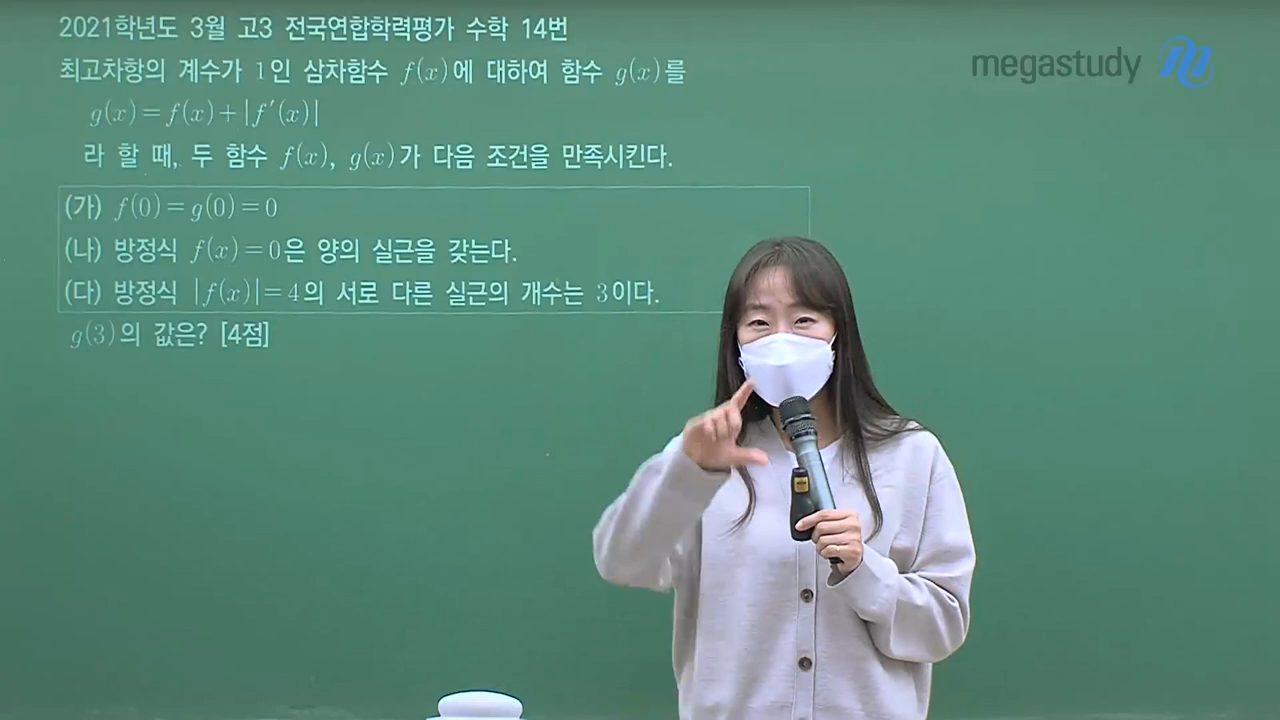 2021학년도 3월 고3 전국연합학력평가 수학 14번
megastudy
최고차항의 계수가 1인 삼차함수 f(x)에 대하여 함수 g(x)를
g(x)=f(x)+|f′(x)|
라 할 때, 두 함수 f(x), g(x)가 다음 조건을 만족시킨다.
(가) f(0)=g(0)=0
(나) 방정식 f(x)=0은 양의 실근을 갖는다.
(다) 방정식 |f(x)|=4의 서로 다른 실근의 개수는 3이다.
g(3)의 값은? [4점]